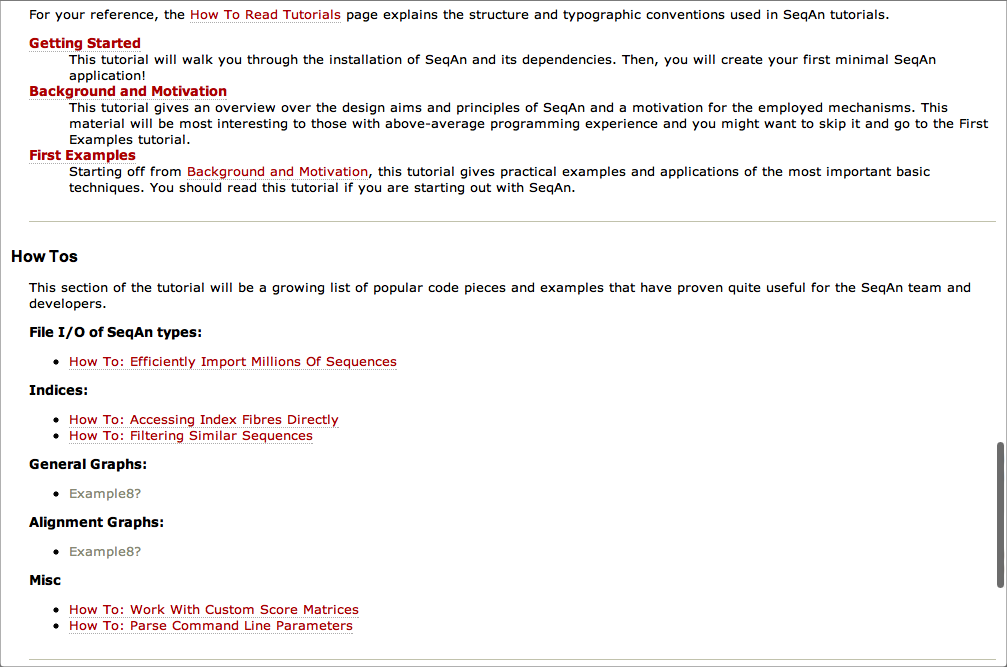 For your reference, the How To Read Tutorials page explains the structure and typographic conventions used in SeqAn tutorials.
Getting Started
This tutorial will walk you through the installation of SeqAn and its dependencies. Then, you will create your first minimal SeqAn
application!
Background and Motivation
This tutorial gives an overview over the design aims and principles of SeqAn and a motivation for the employed mechanisms. This
material will be most interesting to those with above-average programming experience and you might want to skip it and go to the First
Examples tutorial.
First Examples
Starting off from Background and Motivation, this tutorial gives practical examples and applications of the most important basic
techniques. You should read this tutorial if you are starting out with SeqAn.
How Tos
This section of the tutorial will be a growing list of popular code pieces and examples that have proven quite useful for the SeqAn team and
developers.
File I/O of SeqAn types:
• How To: Efficiently Import Millions Of Sequences
Indices:
• How To: Accessing Index Fibres Directly
• How To: Filtering Similar Sequences
General Graphs:
• Example8?
Alignment Graphs:
• Example8?
Misc
• How To: Work With Custom Score Matrices
• How To: Parse Command Line Parameters